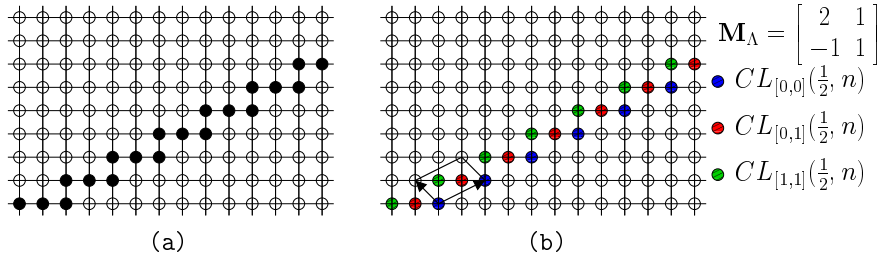 M_Λ = [ 2 1
-1 1 ]
CL_[0,0](1/2, n)
CL_[0,1](1/2, n)
CL_[1,1](1/2, n)
(a) (b)